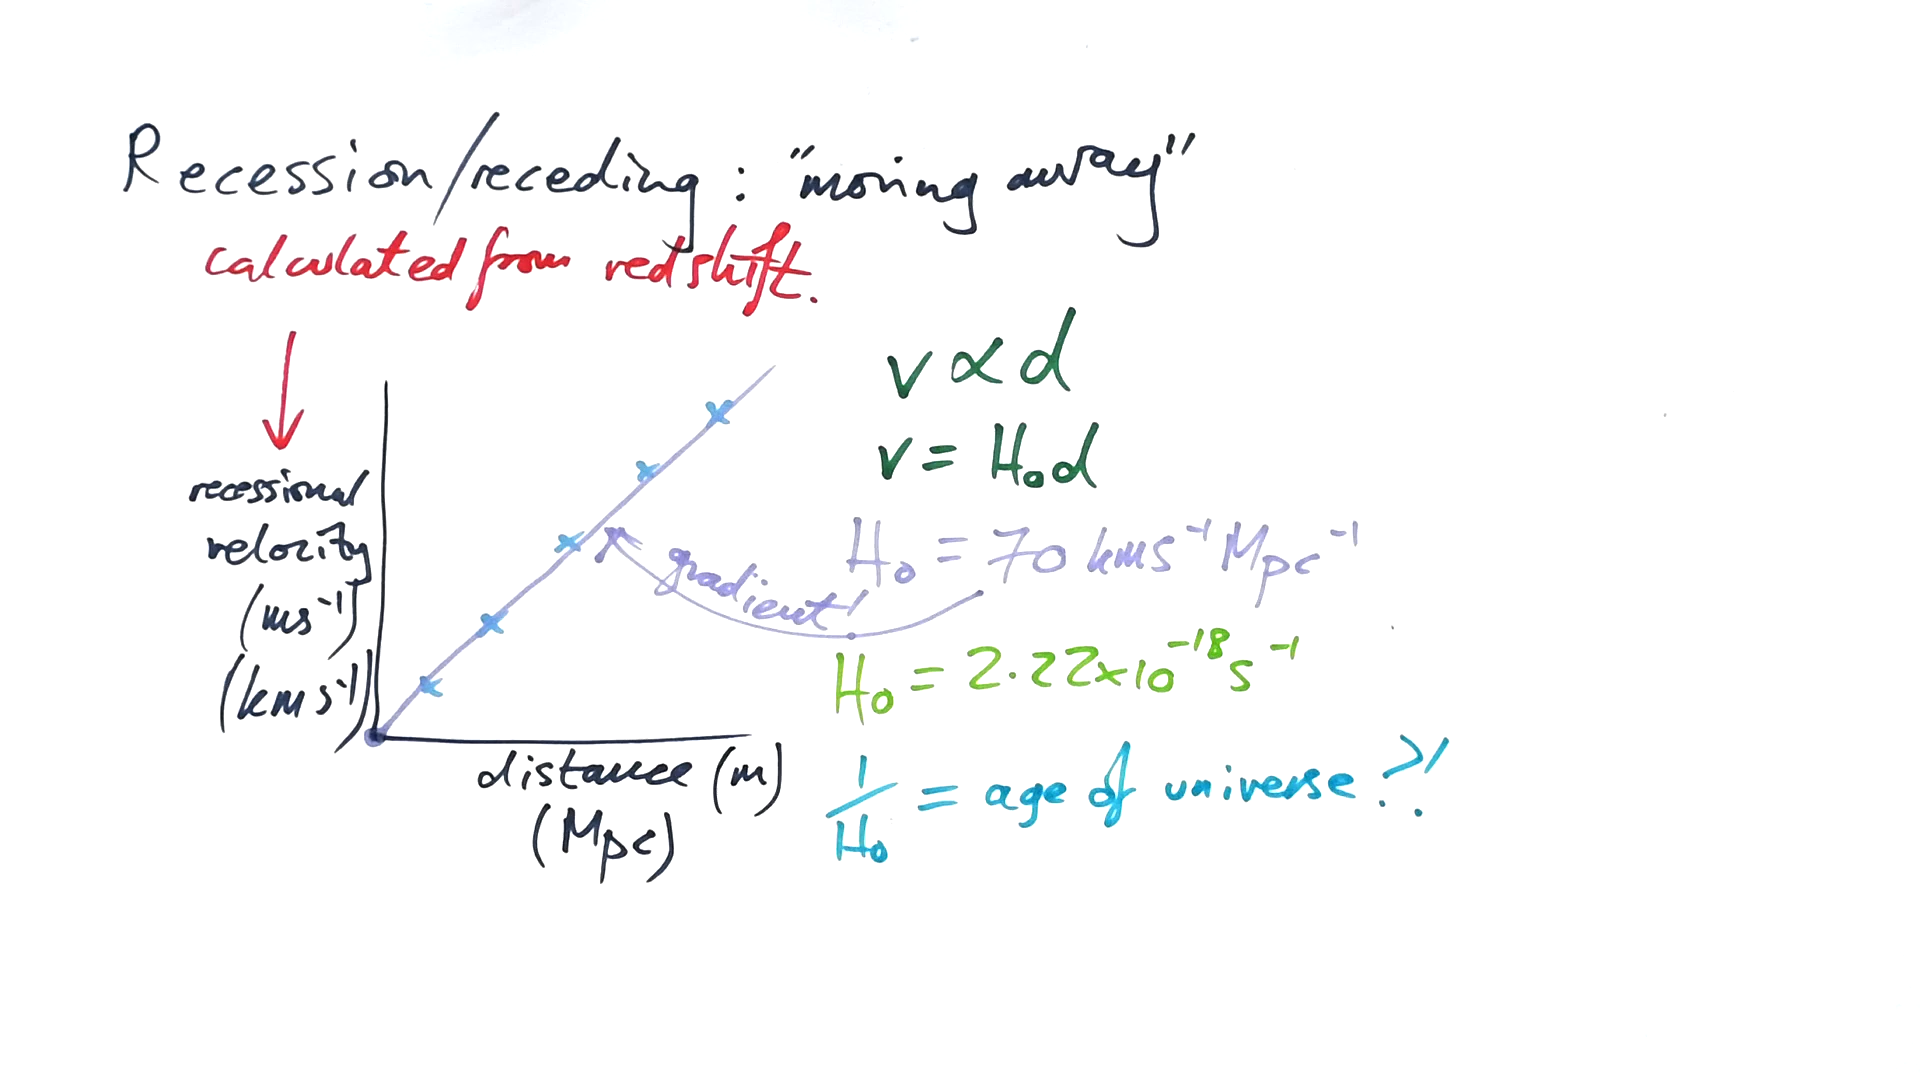 Recession/receding : "moving away"
calculated from redshift.
v ∝ d
v = H₀d
recessional
velocity
(ms⁻¹)
(kms⁻¹)
gradient!
H₀ = 70 kms⁻¹ Mpc⁻¹
H₀ = 2.22×10⁻¹⁸ s⁻¹
distance (m)
(Mpc)
1/H₀ = age of universe?!